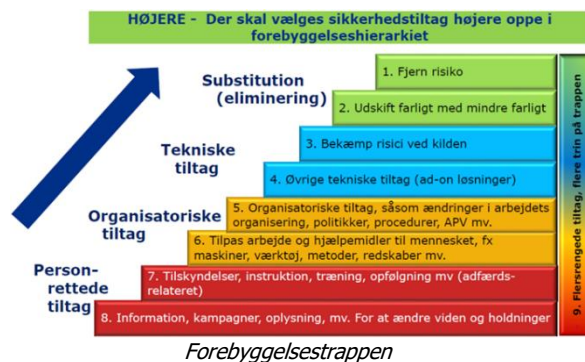 HØJERE - Der skal vælges sikkerhedstiltag højere oppe i
forebyggelseshierarkiet
Substitution
(eliminering)
1. Fjern risiko
2. Udskift farligt med mindre farligt
Tekniske
tiltag
3. Bekæmp risici ved kilden
4. Øvrige tekniske tiltag (ad-on løsninger)
Organisatoriske
tiltag
5. Organisatoriske tiltag, såsom ændringer i arbejdets
organisering, politikker, procedurer, APV mv.
6. Tilpas arbejde og hjælpemidler til mennesket, fx
maskiner, værktøj, metoder, redskaber mv.
Person-
rettede
tiltag
7. Tilskyndelser, instruktion, træning, opfølgning mv (adfærds-
relateret)
8. Information, kampagner, oplysning, mv. For at ændre viden og holdninger
9. Flersrengede tiltag, flere trin på trappen
Forebyggelsestrappen